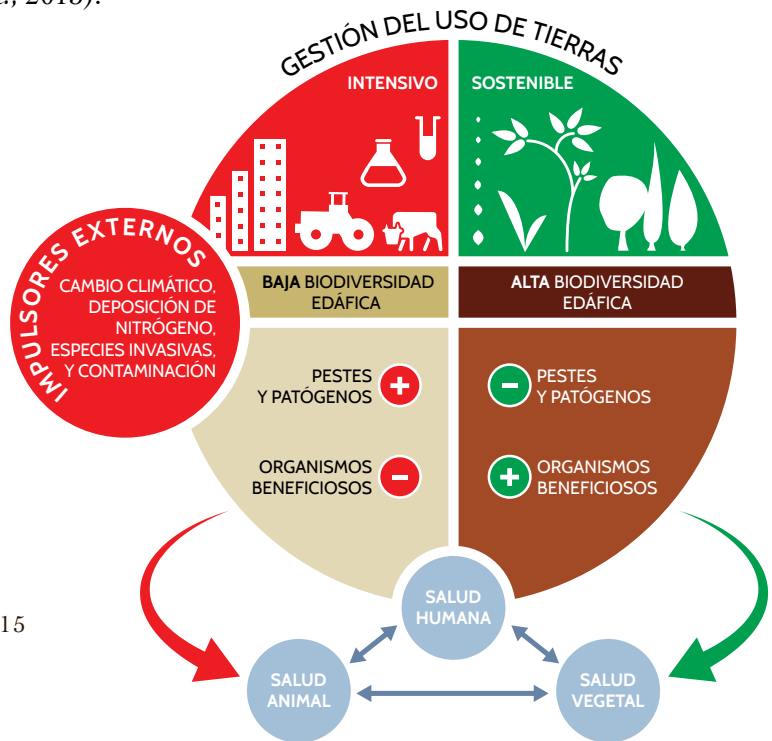 ., 2015).
GESTIÓN DEL USO DE TIERRAS
INTENSIVO
SOSTENIBLE
IMPULSORES EXTERNOS
CAMBIO CLIMÁTICO,
DEPOSICIÓN DE
NITRÓGENO,
ESPECIES INVASIVAS,
Y CONTAMINACIÓN
BAJA BIODIVERSIDAD
EDÁFICA
ALTA BIODIVERSIDAD
EDÁFICA
PESTES
Y PATÓGENOS
+
-
PESTES
Y PATÓGENOS
ORGANISMOS
BENEFICIOSOS
-
+
ORGANISMOS
BENEFICIOSOS
SALUD
HUMANA
15
SALUD
ANIMAL
SALUD
VEGETAL